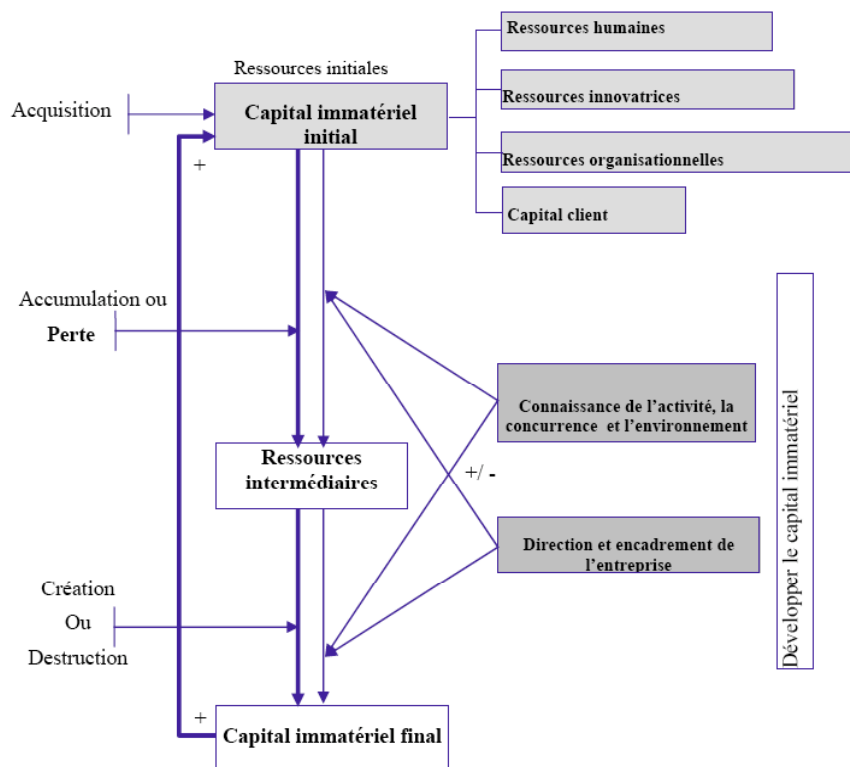 Ressources initiales
Acquisition
Capital immatériel
initial
+
Ressources humaines
Ressources innovatrices
Ressources organisationnelles
Capital client
Accumulation ou
Perte
Connaissance de l'activité, la
concurrence et l'environnement
Ressources
intermédiaires
+/ -
Direction et encadrement de
l'entreprise
Développer le capital immatériel
Création
Ou
Destruction
+
Capital immatériel final